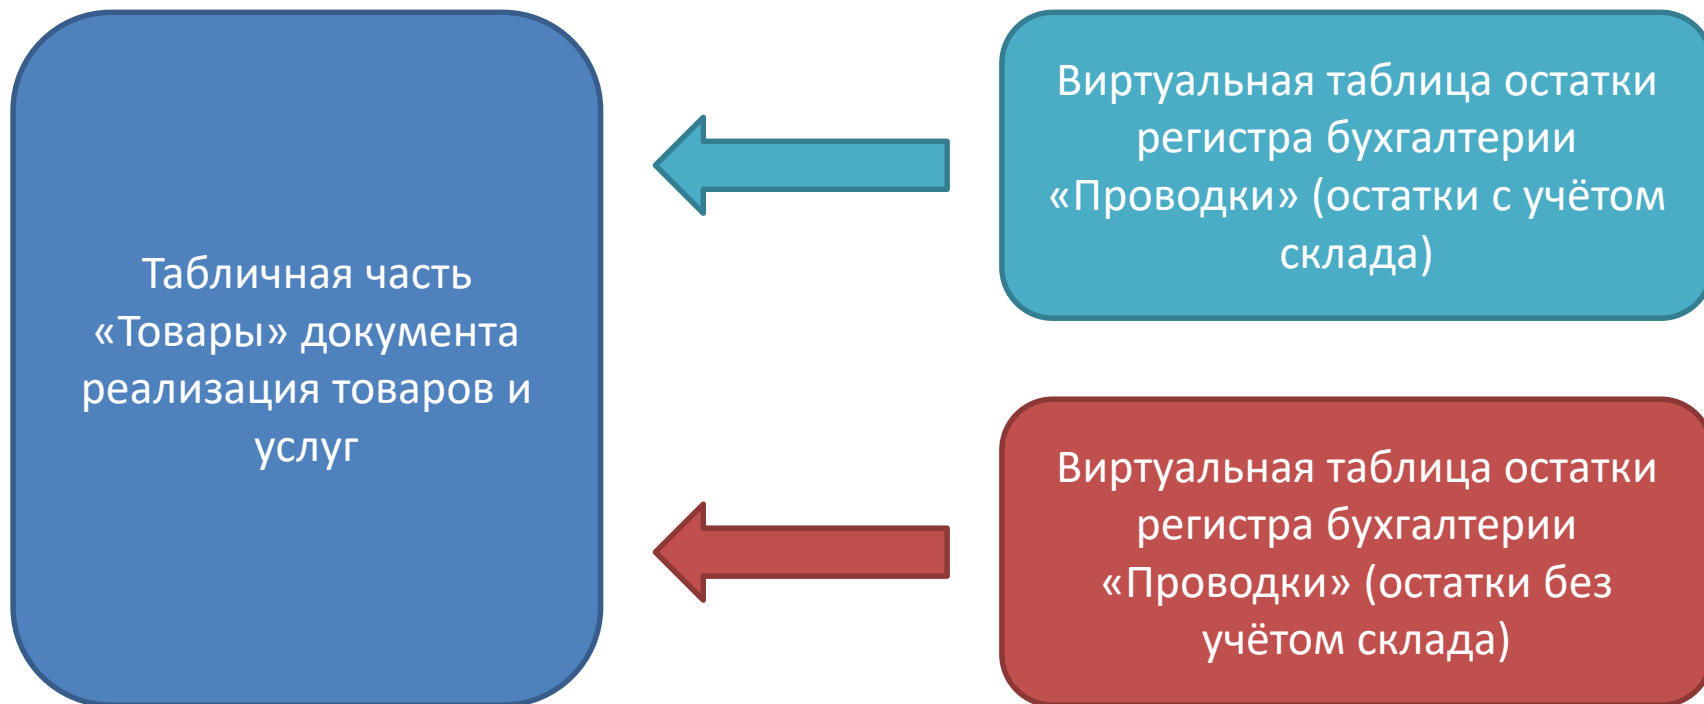 Табличная часть
«Товары» документа
реализация товаров и
услуг
Виртуальная таблица остатки
регистра бухгалтерии
«Проводки» (остатки с учётом
склада)
Виртуальная таблица остатки
регистра бухгалтерии
«Проводки» (остатки без
учётом склада)